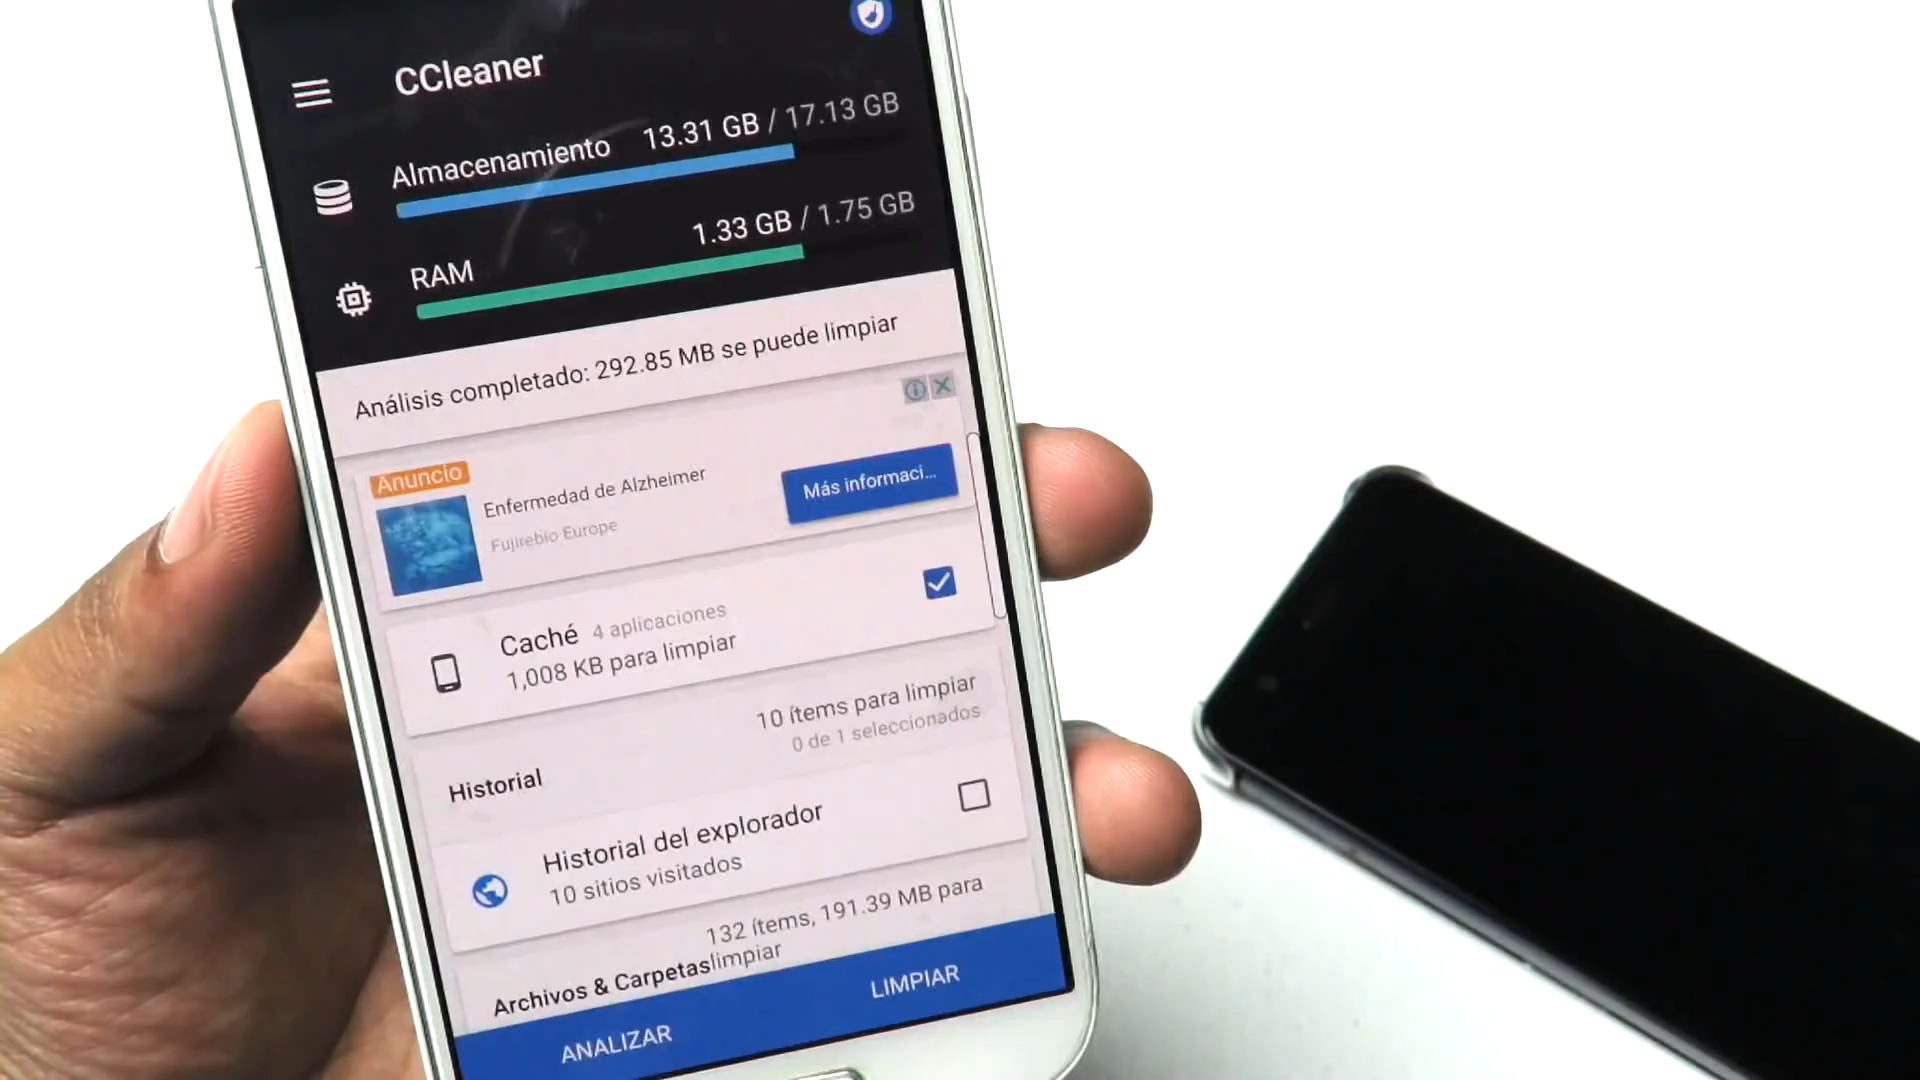 CCleaner
Almacenamiento 13.31 GB / 17.13 GB
RAM 1.33 GB / 1.75 GB
Análisis completado: 292.85 MB se puede limpiar
Anuncio
Enfermedad de Alzheimer
Fujirebio Europe
Más informaci...
Caché 4 aplicaciones
1,008 KB para limpiar
10 ítems para limpiar
0 de 1 seleccionados
Historial
Historial del explorador
10 sitios visitados
132 ítems, 191.39 MB para
limpiar
Archivos & Carpetas
ANALIZAR
LIMPIAR